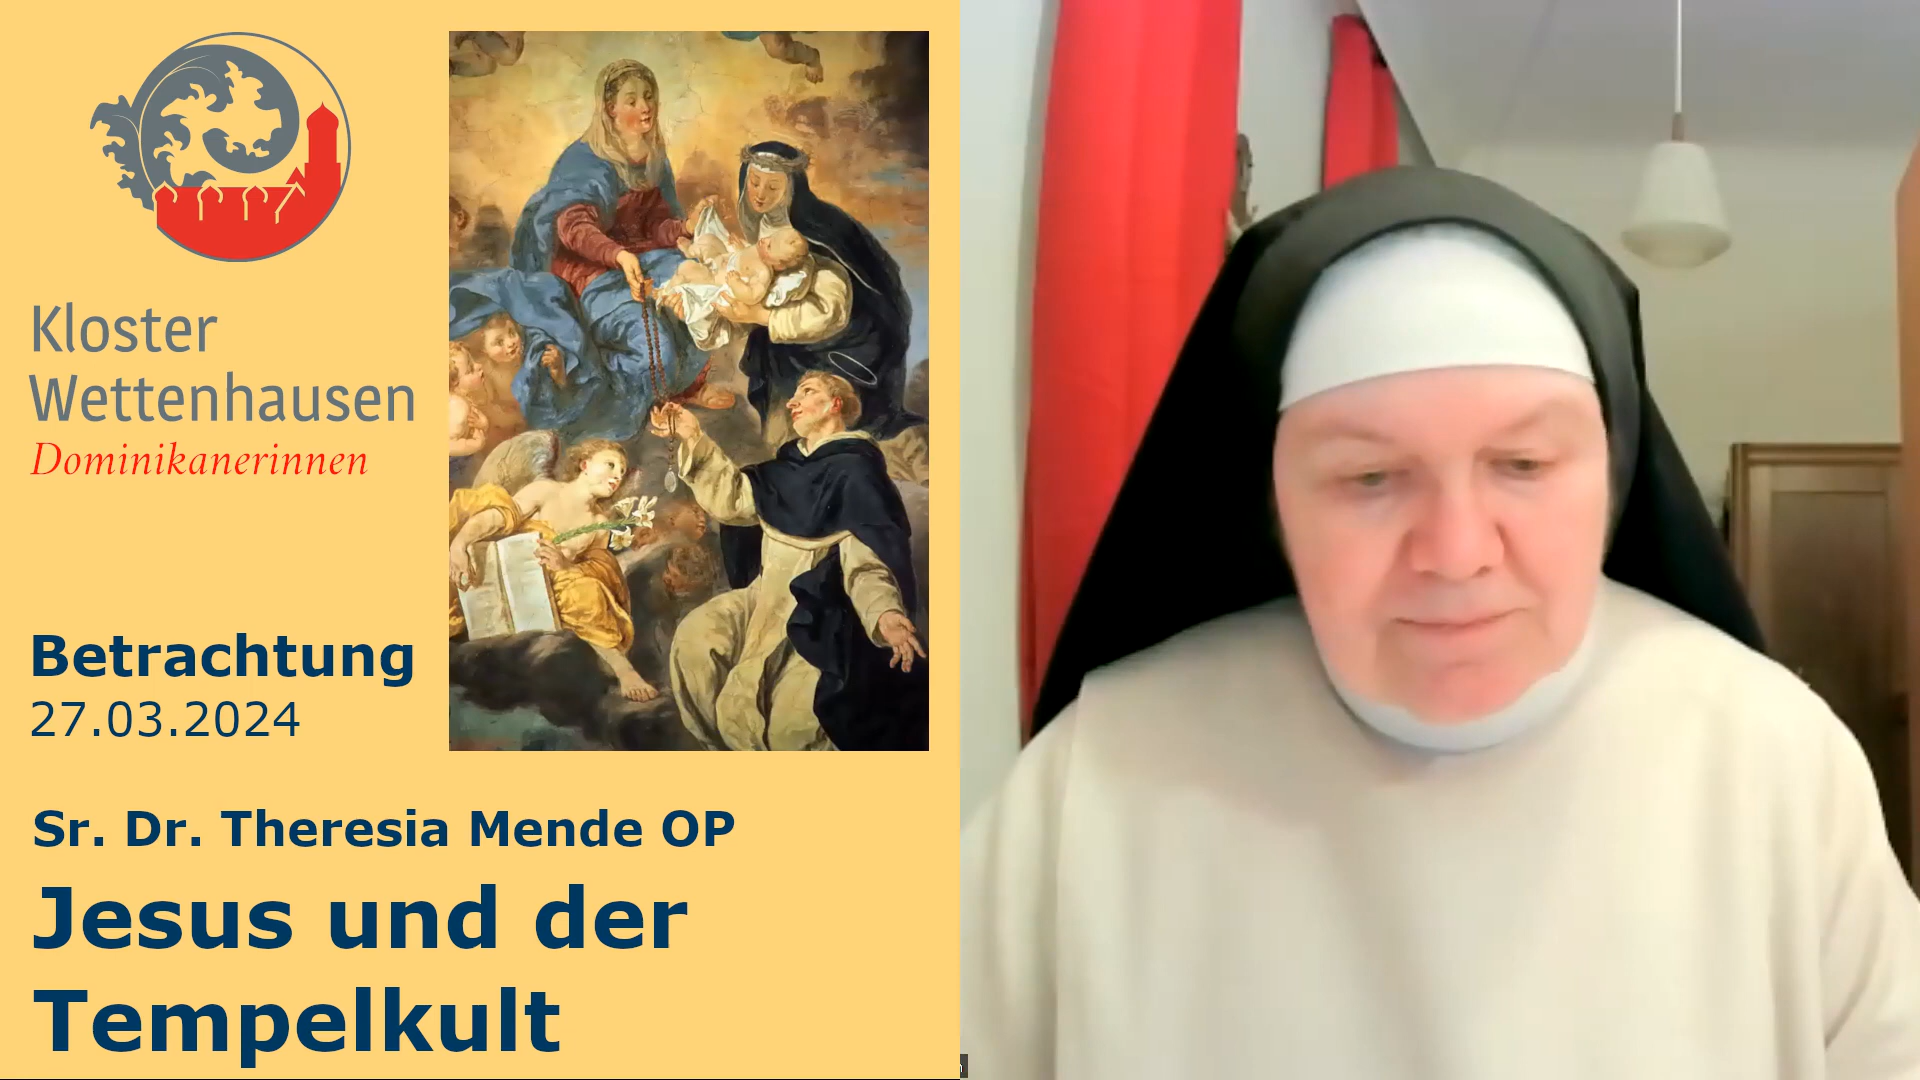 Kloster
Wettenhausen
Dominikanerinnen
Betrachtung
27.03.2024
Sr. Dr. Theresia Mende OP
Jesus und der
Tempelkult